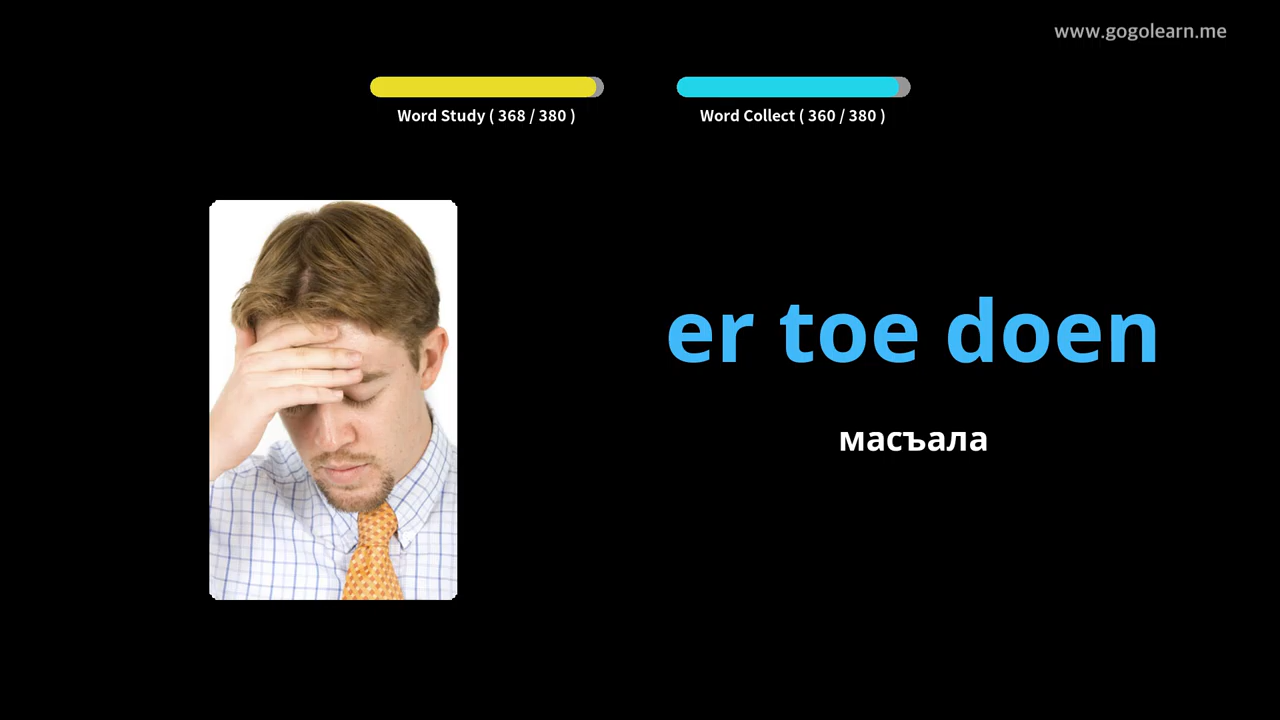 www.gogolearn.me
Word Study ( 368 / 380 )
Word Collect ( 360 / 380 )
er toe doen
масъала